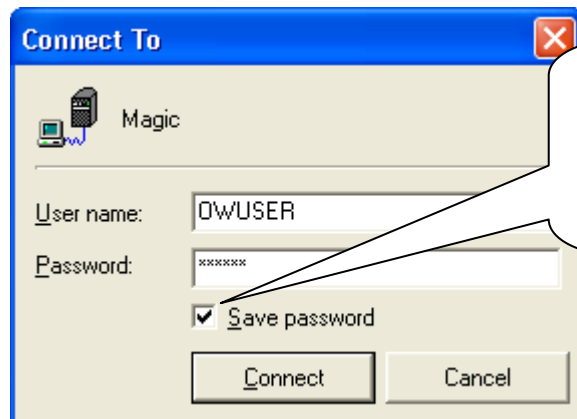 Connect To
Magic
User name: OWUSER
Password: ××××××
Save password
Connect Cancel